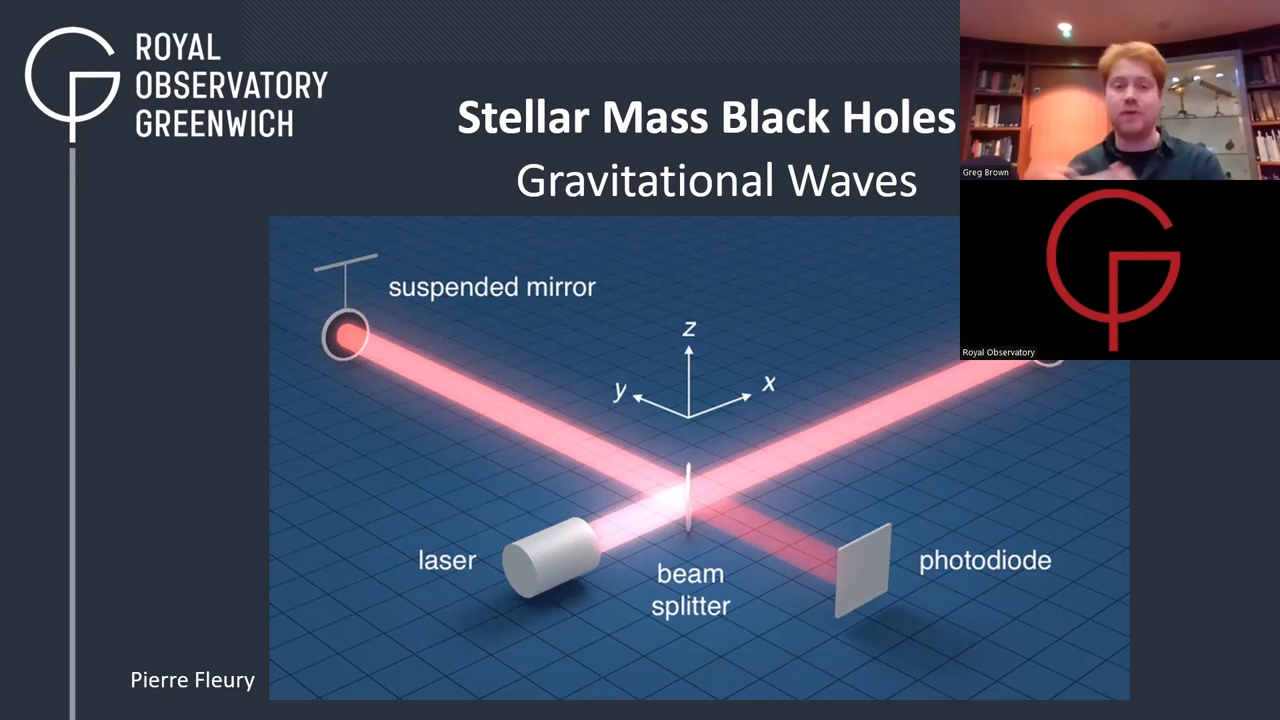 ROYAL
OBSERVATORY
GREENWICH
Stellar Mass Black Holes
Gravitational Waves
Greg Brown
Royal Observatory
suspended mirror
z
y
x
laser
beam
splitter
photodiode
Pierre Fleury